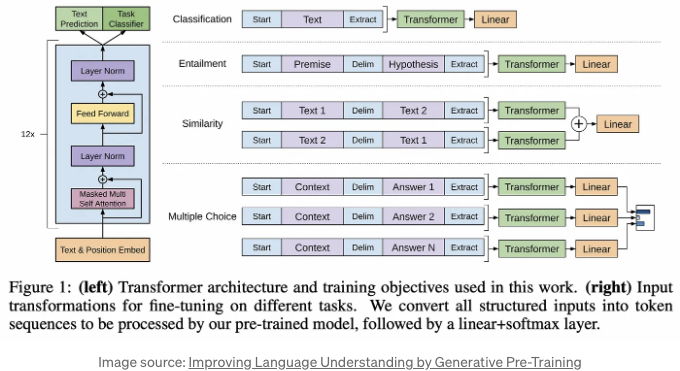 Text
Prediction
Task
Classifier
Layer Norm
+
Feed Forward
12x
Layer Norm
+
Masked Multi
Self Attention
Text & Position Embed
Classification
Start Text Extract Transformer Linear
Entailment
Start Premise Delim Hypothesis Extract Transformer Linear
Similarity
Start Text 1 Delim Text 2 Extract Transformer
+ Linear
Start Text 2 Delim Text 1 Extract Transformer
Multiple Choice
Start Context Delim Answer 1 Extract Transformer Linear
Start Context Delim Answer 2 Extract Transformer Linear
Start Context Delim Answer N Extract Transformer Linear
Figure 1: (left) Transformer architecture and training objectives used in this work. (right) Input
transformations for fine-tuning on different tasks. We convert all structured inputs into token
sequences to be processed by our pre-trained model, followed by a linear+softmax layer.
Image source: Improving Language Understanding by Generative Pre-Training